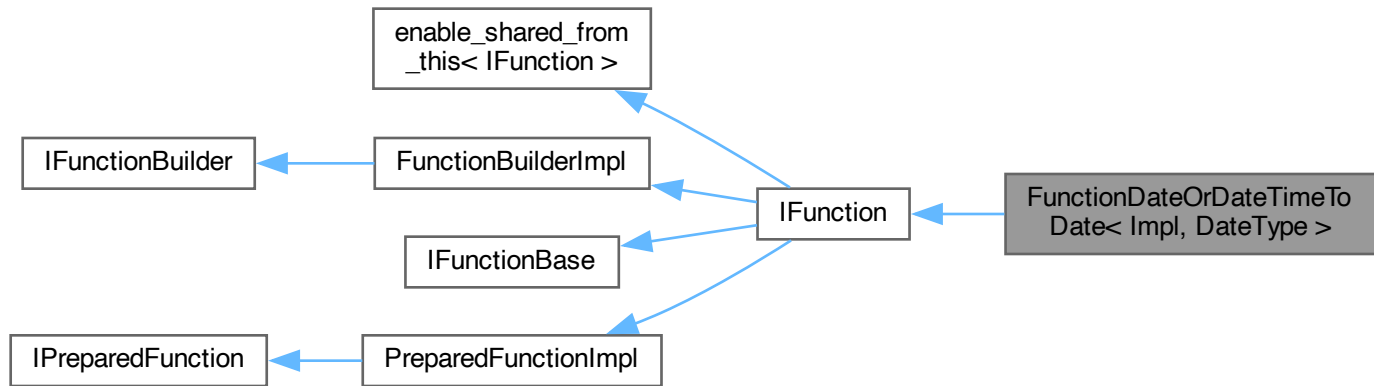 enable_shared_from
_this< IFunction >
IFunctionBuilder
FunctionBuilderImpl
IFunction
FunctionDateOrDateTimeTo
Date< Impl, DateType >
IFunctionBase
IPreparedFunction
PreparedFunctionImpl